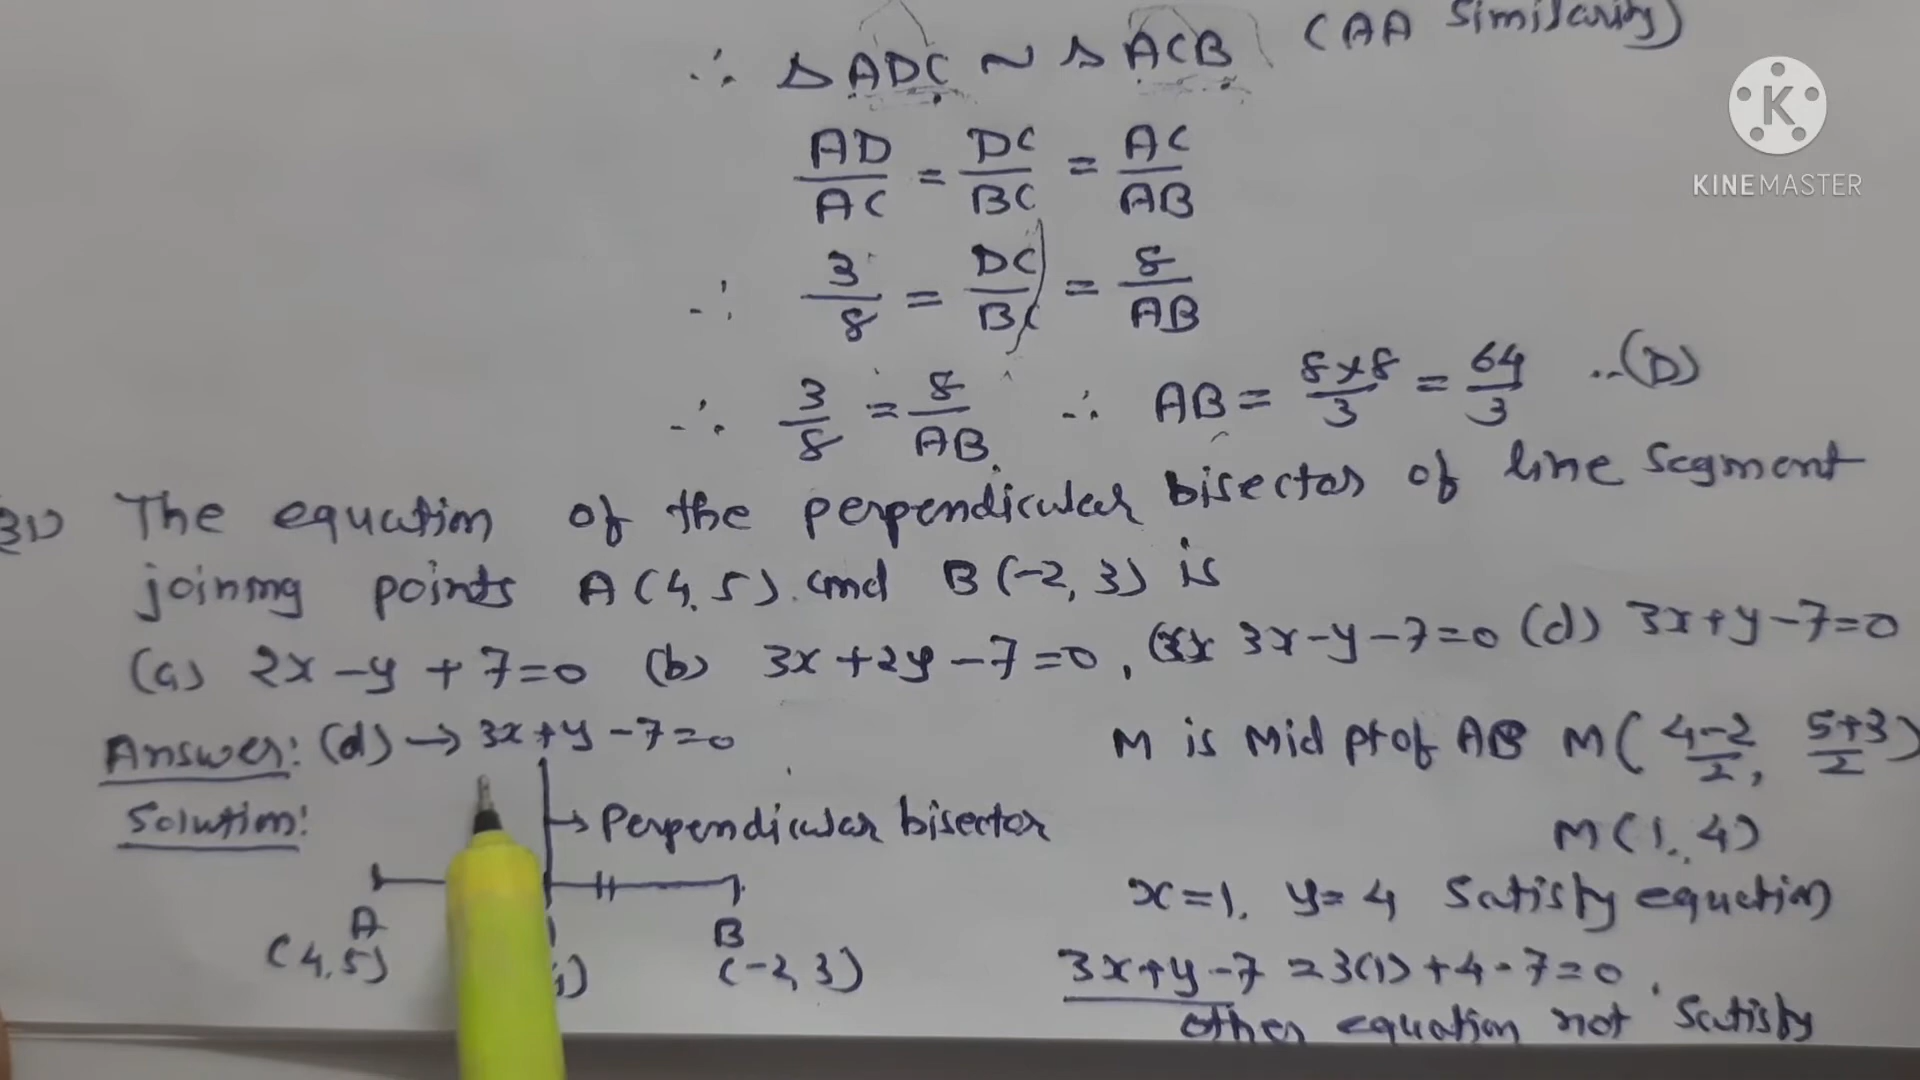 ∴ Δ ADC ~ Δ ACB (AA Similarity)
AD/AC = DC/BC = AC/AB
∴ 3/8 = DC/BC = 8/AB
∴ 3/8 = 8/AB ∴ AB = 8x8/3 = 64/3 ..(D)
31) The equation of the perpendicular bisector of line segment
joining points A(4,5) and B(-2,3) is
(a) 2x-y+7=0 (b) 3x+2y-7=0, 3x-y-7=0 (d) 3x+y-7=0
Answer: (d) → 3x+y-7=0
Solution:
→ Perpendicular bisector
A
B
(4,5)
(-2,3)
M is Mid pt of AB M(4-2/2, 5+3/2)
M(1,4)
x=1, y=4 Satisfy equation
3x+y-7 = 3(1)+4-7=0.
other equation not Satisfy
K
KINEMASTER